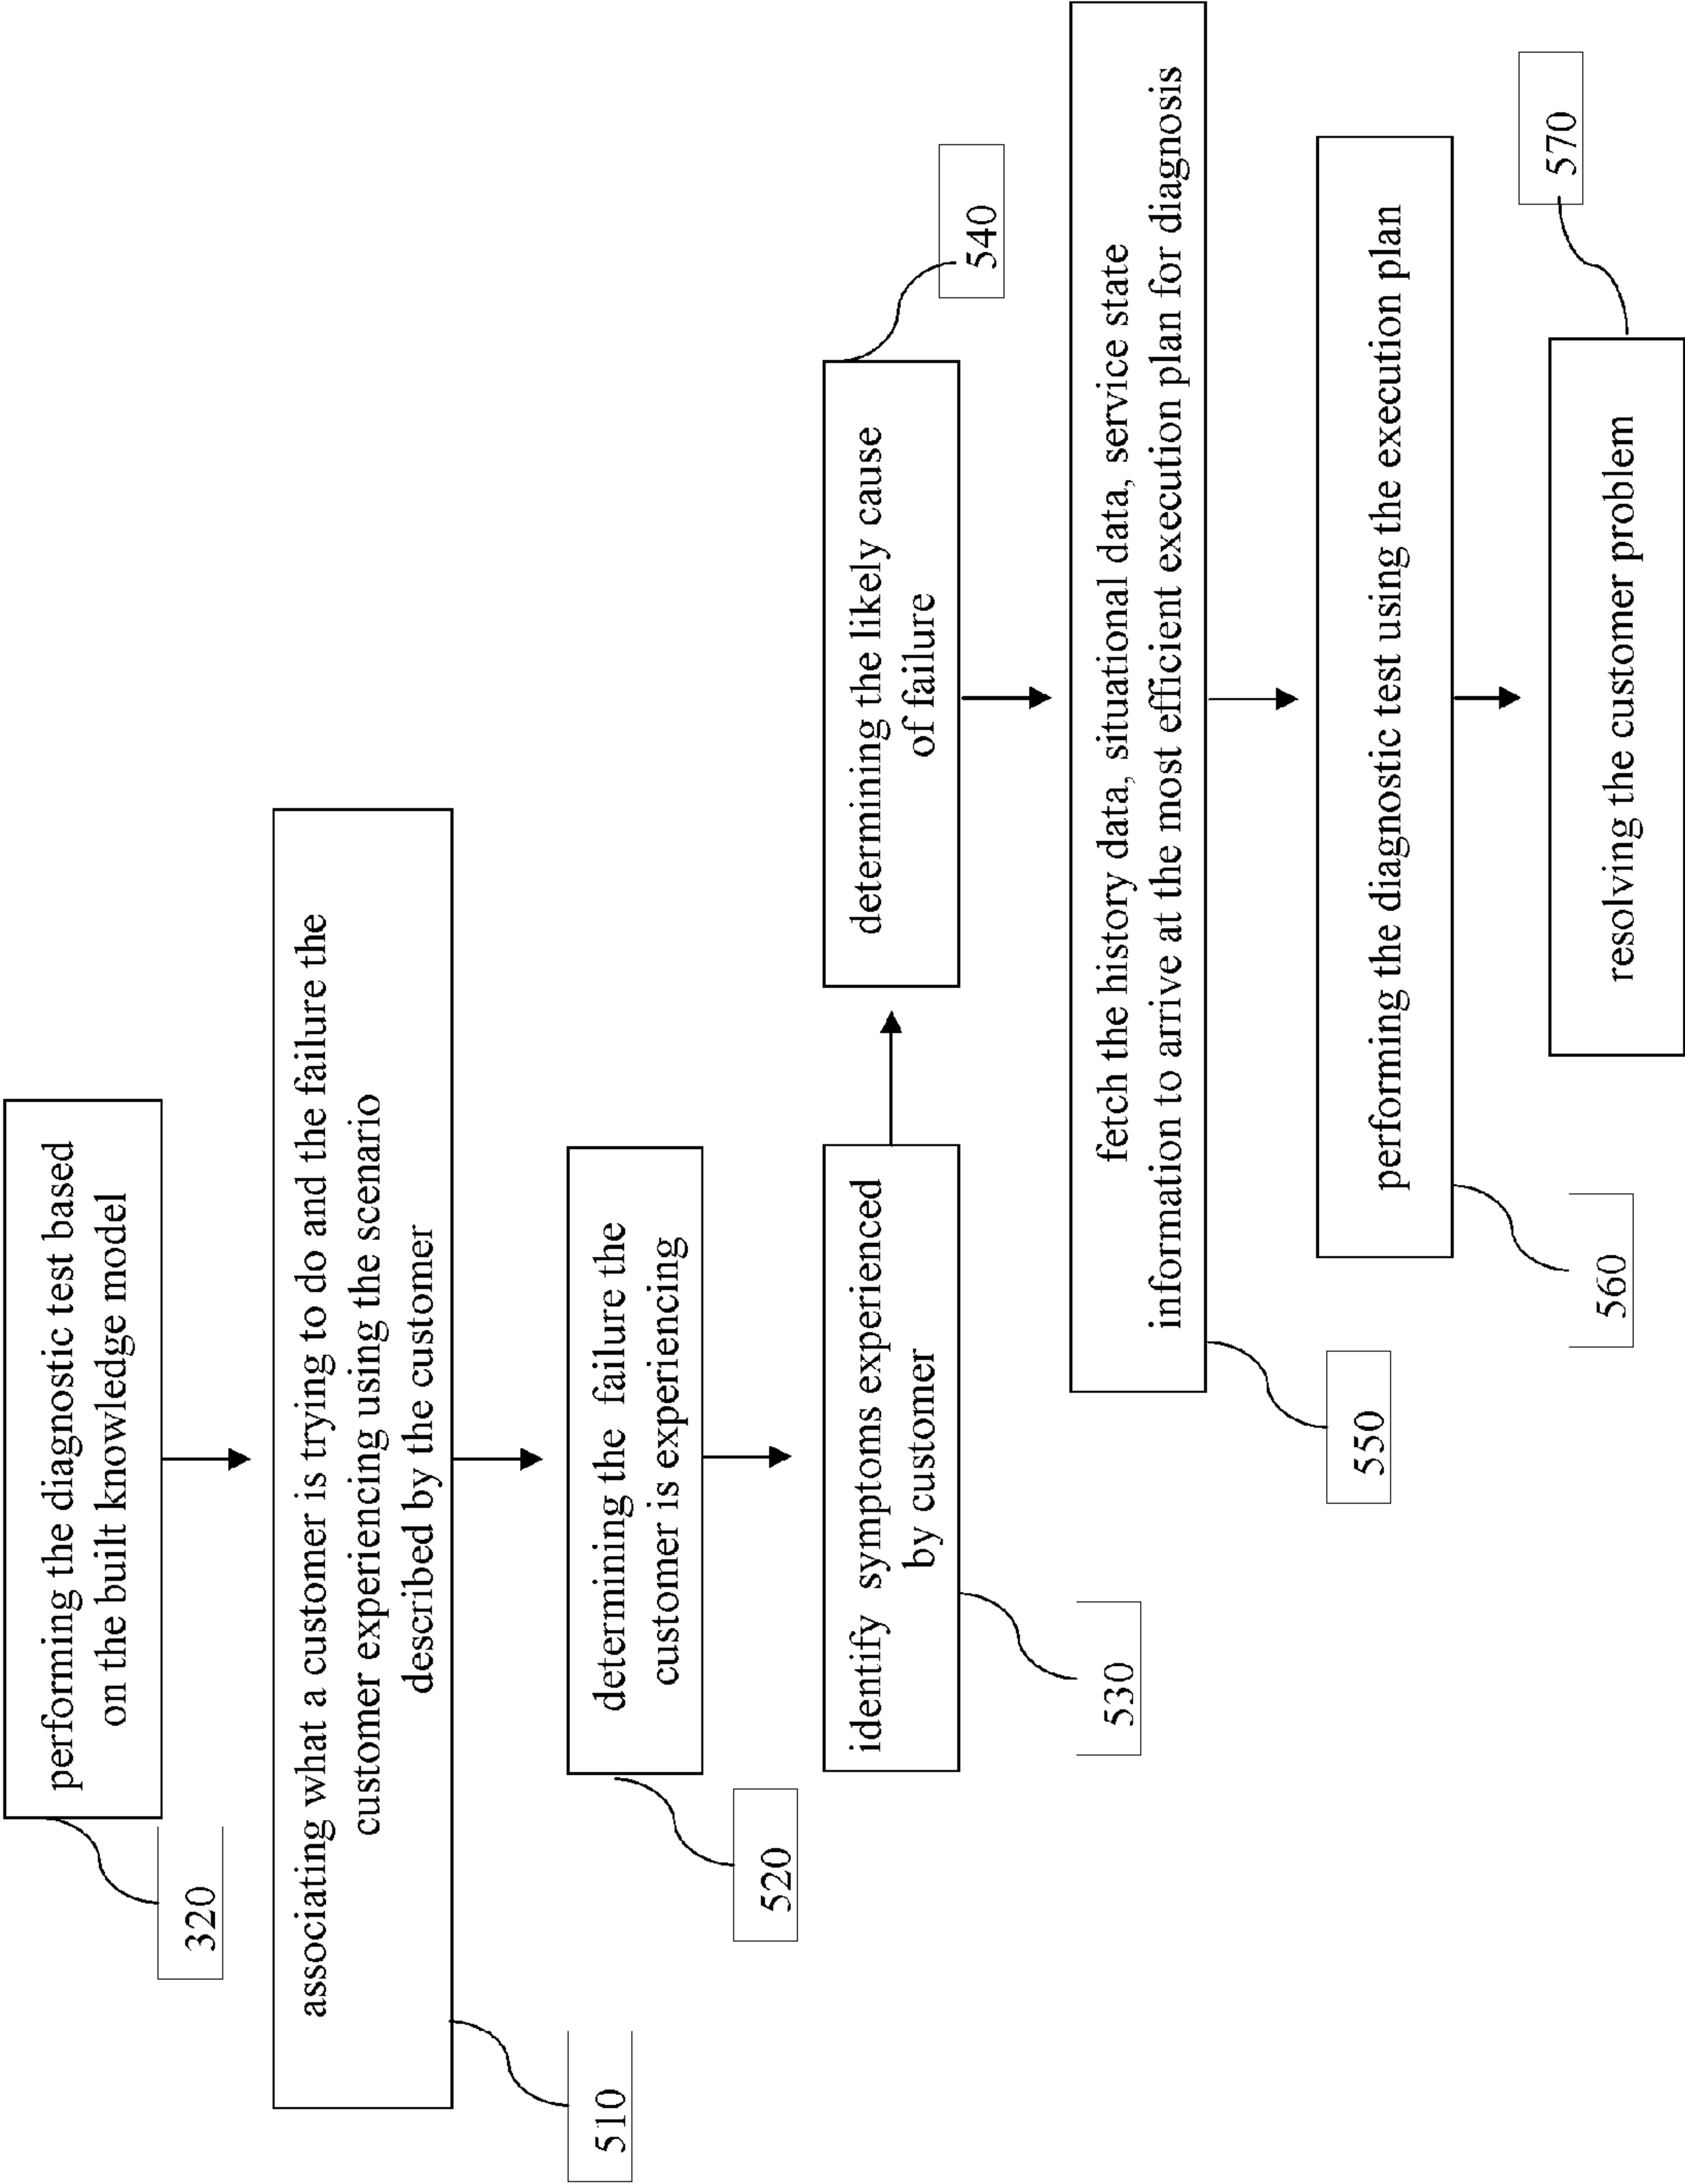 performing the diagnostic test based
on the built knowledge model
320
associating what a customer is trying to do and the failure the
customer experiencing using the scenario
described by the customer
510
determining the failure the
customer is experiencing
520
identify symptoms experienced
by customer
530
determining the likely cause
of failure
540
fetch the history data, situational data, service state
information to arrive at the most efficient execution plan for diagnosis
550
performing the diagnostic test using the execution plan
560
resolving the customer problem
570